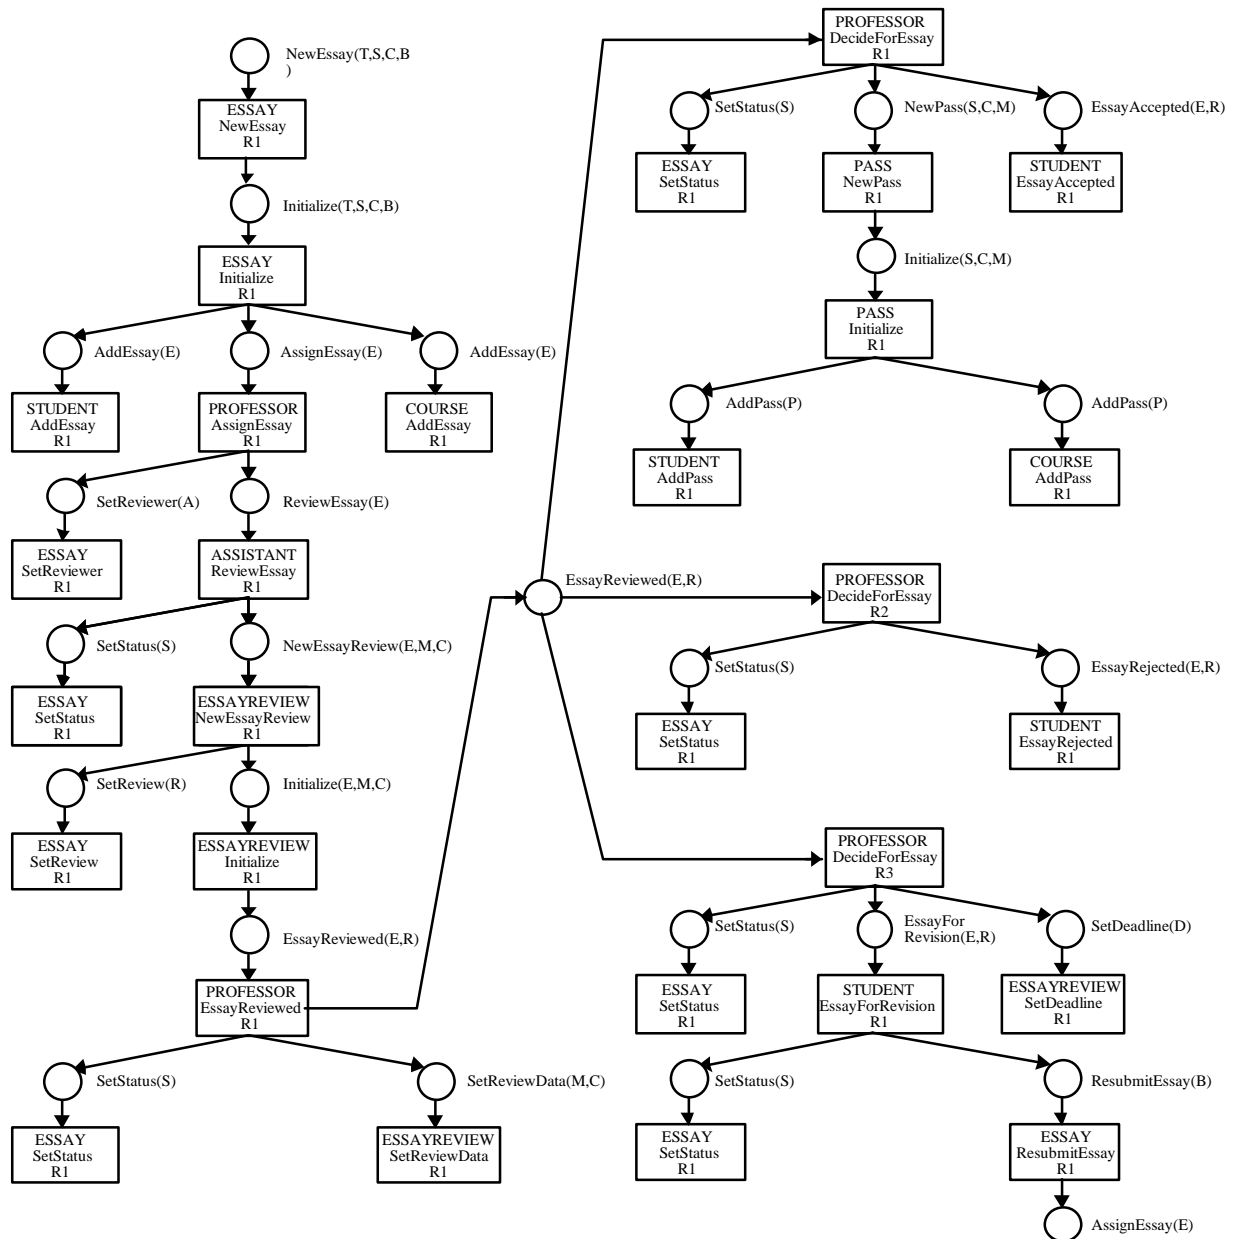 NewEssay(T,S,C,B
)
ESSAY
NewEssay
R1
Initialize(T,S,C,B)
ESSAY
Initialize
R1
AddEssay(E)
AssignEssay(E)
AddEssay(E)
STUDENT
AddEssay
R1
PROFESSOR
AssignEssay
R1
COURSE
AddEssay
R1
SetReviewer(A)
ReviewEssay(E)
ESSAY
SetReviewer
R1
ASSISTANT
ReviewEssay
R1
SetStatus(S)
NewEssayReview(E,M,C)
ESSAY
SetStatus
R1
ESSAYREVIEW
NewEssayReview
R1
SetReview(R)
Initialize(E,M,C)
ESSAY
SetReview
R1
ESSAYREVIEW
Initialize
R1
EssayReviewed(E,R)
PROFESSOR
EssayReviewed
R1
SetStatus(S)
SetReviewData(M,C)
ESSAY
SetStatus
R1
ESSAYREVIEW
SetReviewData
R1
EssayReviewed(E,R)
PROFESSOR
DecideForEssay
R1
SetStatus(S)
NewPass(S,C,M)
EssayAccepted(E,R)
ESSAY
SetStatus
R1
PASS
NewPass
R1
STUDENT
EssayAccepted
R1
Initialize(S,C,M)
PASS
Initialize
R1
AddPass(P)
AddPass(P)
STUDENT
AddPass
R1
COURSE
AddPass
R1
PROFESSOR
DecideForEssay
R2
SetStatus(S)
EssayRejected(E,R)
ESSAY
SetStatus
R1
STUDENT
EssayRejected
R1
PROFESSOR
DecideForEssay
R3
SetStatus(S)
EssayFor
Revision(E,R)
SetDeadline(D)
ESSAY
SetStatus
R1
STUDENT
EssayForRevision
R1
ESSAYREVIEW
SetDeadline
R1
SetStatus(S)
ResubmitEssay(B)
ESSAY
SetStatus
R1
ESSAY
ResubmitEssay
R1
AssignEssay(E)